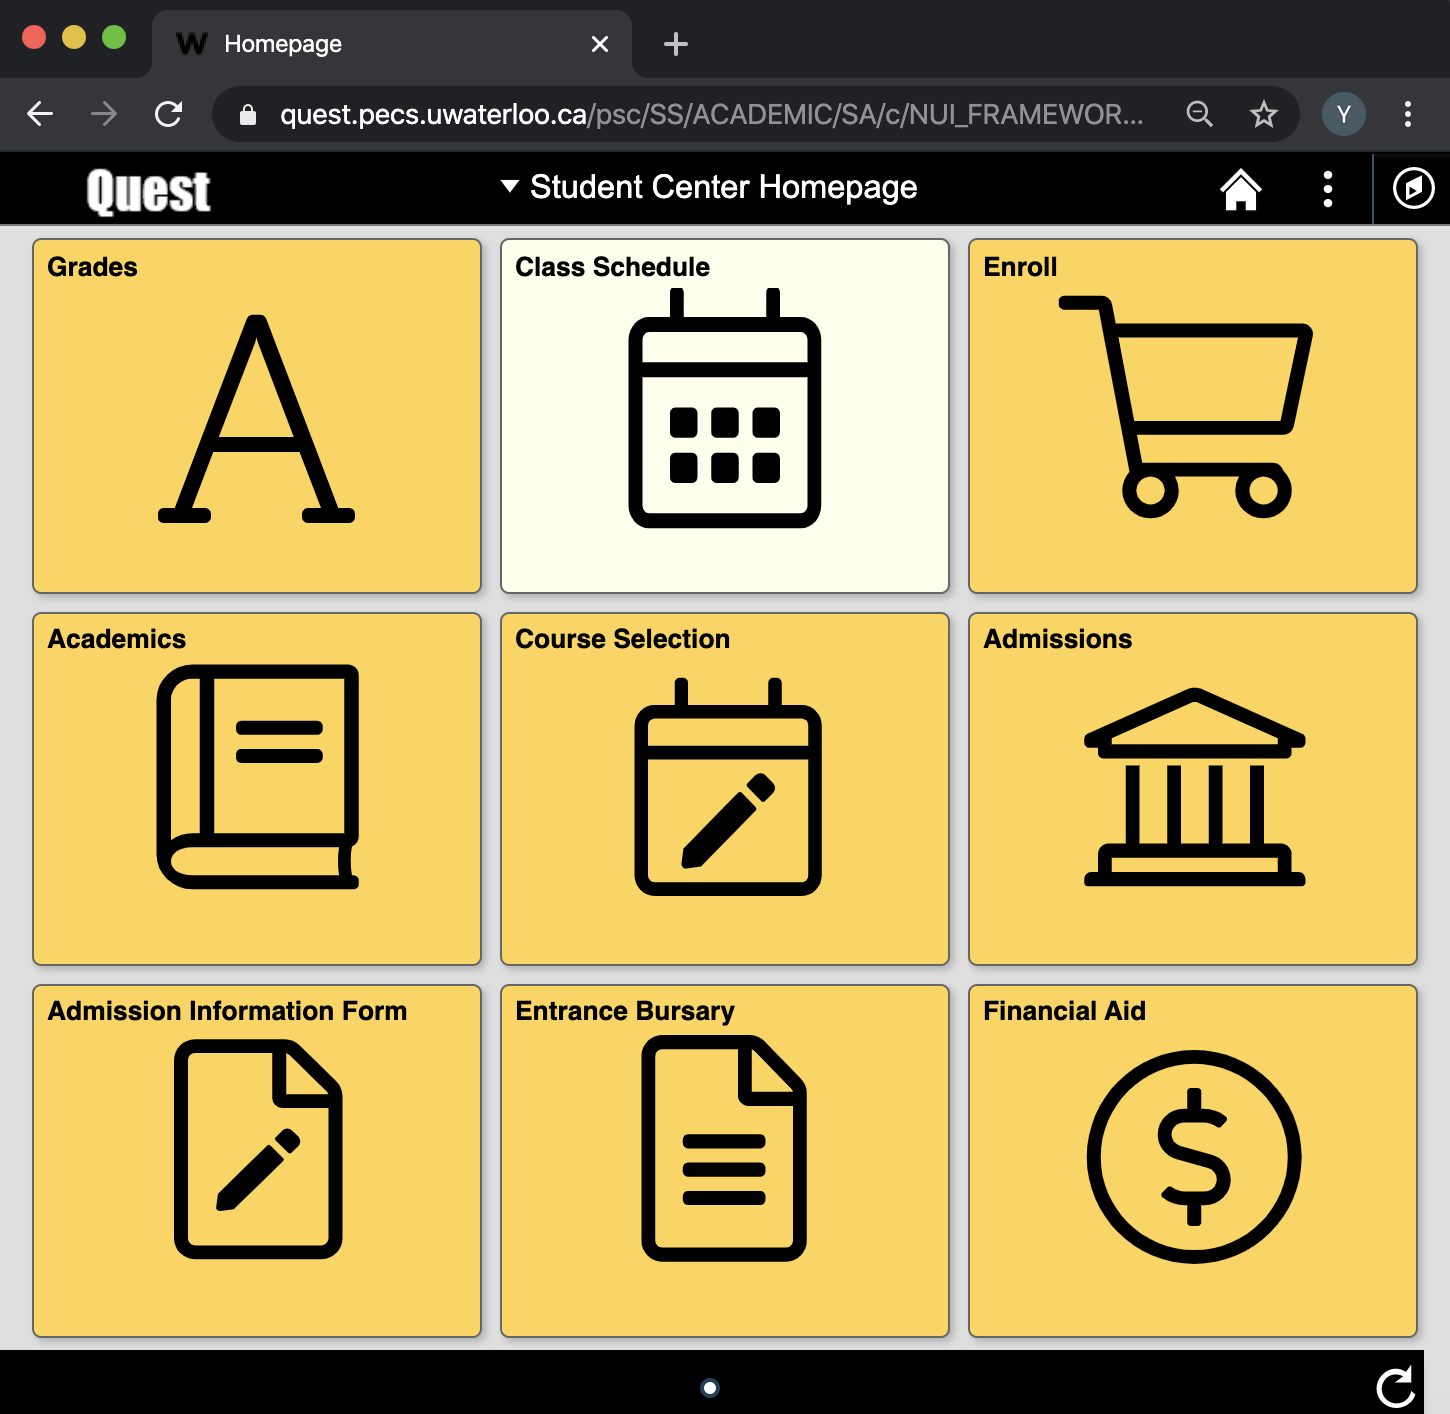 W Homepage
quest.pecs.uwaterloo.ca/psc/SS/ACADEMIC/SA/c/NUI_FRAMEWOR...
Y
Quest
Student Center Homepage
Grades
Class Schedule
Enroll
A
Academics
Course Selection
Admissions
Admission Information Form
Entrance Bursary
Financial Aid
$